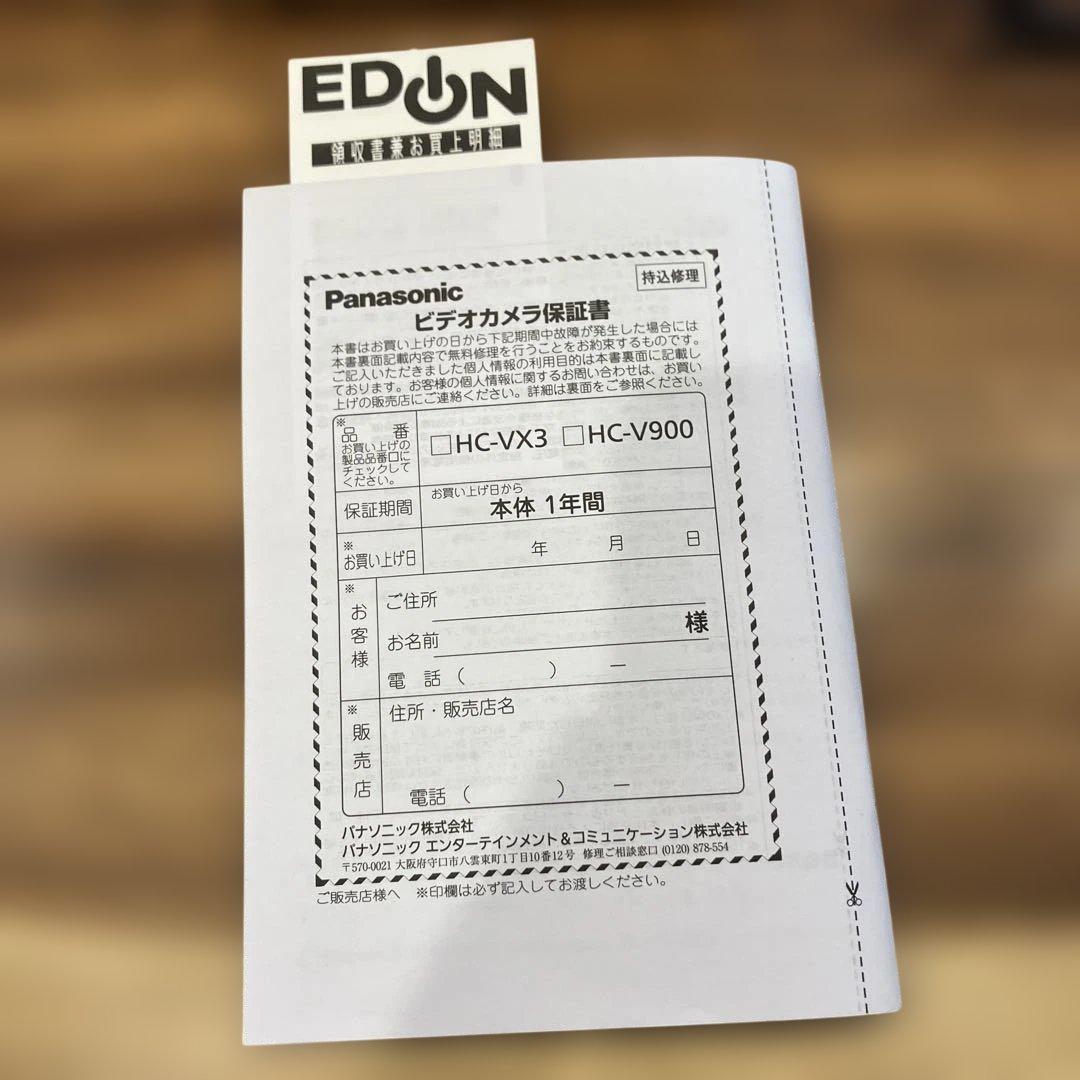 EDION
領収書兼お買上明細
持込修理
Panasonic
ビデオカメラ保証書
本書はお買い上げの日から下記期間中故障が発生した場合には
本書裏面記載内容で無料修理を行うことをお約束するものです。
ご記入いただきました個人情報の利用目的は本書裏面に記載し
ております。お客様の個人情報に関するお問い合わせは、お買い
上げの販売店にご連絡ください。詳細は裏面をご参照ください。
※
品 番
お買い上げの
製品品番口に
チェックして
ください。
□HC-VX3 □HC-V900
保証期間
お買い上げ日から
本体 1年間
※
お買い上げ日
年 月 日
※
お客様
ご住所
お名前 様
電 話 ( ) ー
※
販売店
住所・販売店名
電話 ( ) ー
パナソニック株式会社
パナソニック エンターテインメント&コミュニケーション株式会社
〒570-0021 大阪府守口市八雲東町1丁目10番12号 修理ご相談窓口 (0120) 878-554
ご販売店様へ ※印欄は必ず記入してお渡しください。